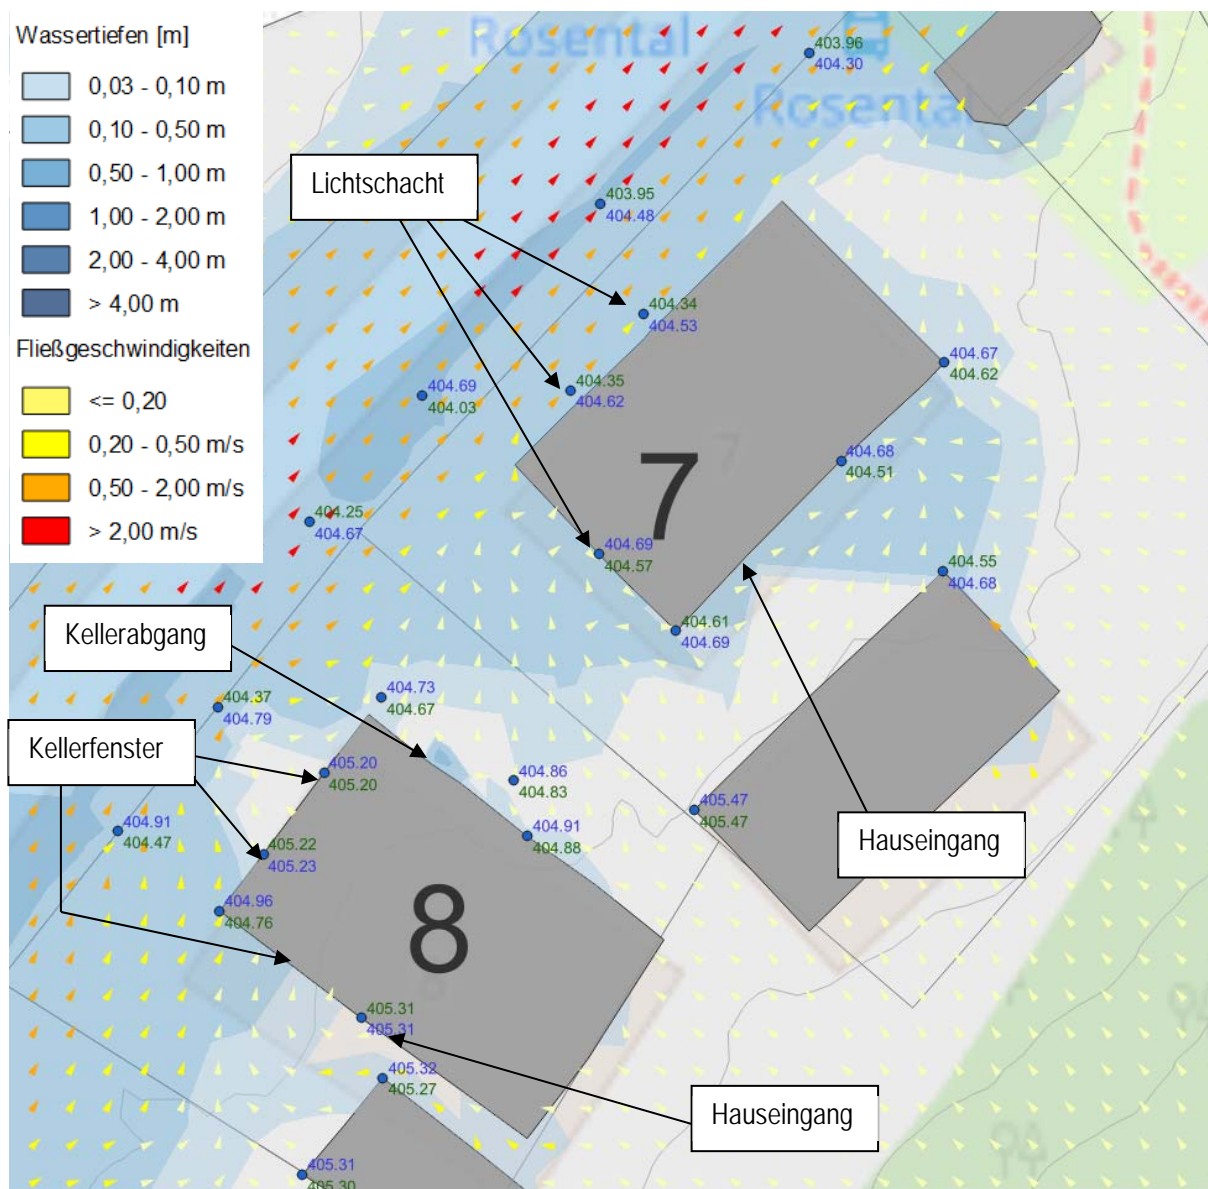 Wassertiefen [m]
0,03 - 0,10 m
0,10 - 0,50 m
0,50 - 1,00 m
1,00 - 2,00 m
2,00 - 4,00 m
> 4,00 m
Fließgeschwindigkeiten
<= 0,20
0,20 - 0,50 m/s
0,50 - 2,00 m/s
> 2,00 m/s
Rosental
403.96
404.30
Rosental
Lichtschacht
403.95
404.48
404.34
404.53
404.35
404.62
404.69
404.03
404.67
404.62
404.68
404.51
7
7
404.25
404.67
404.69
404.57
404.55
404.68
404.61
404.69
Kellerabgang
404.73
404.67
404.37
404.79
Kellerfenster
405.20
405.20
404.86
404.83
405.47
405.47
404.91
404.47
404.91
404.88
405.22
405.23
Hauseingang
404.96
404.76
8
405.31
405.31
405.32
405.27
Hauseingang
405.31
405.30